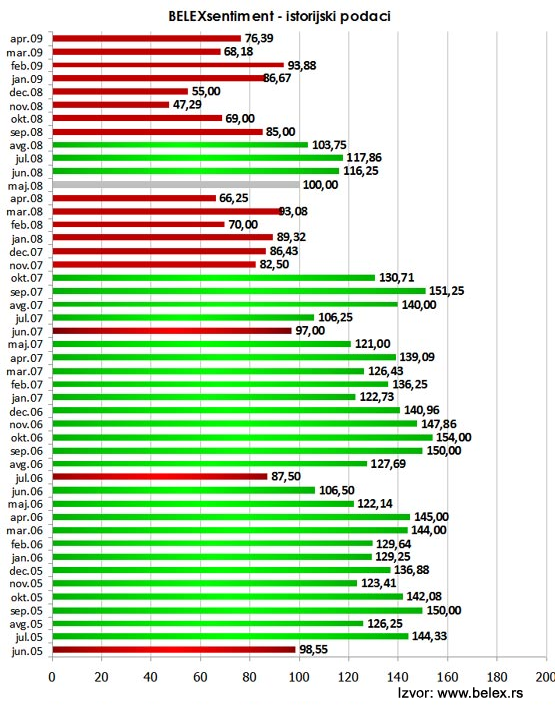 BELEXsentiment - istorijski podaci
apr.09 76,39
mar.09 68,18
feb.09 93,88
jan.09 86,67
dec.08 55,00
nov.08 47,29
okt.08 69,00
sep.08 85,00
avg.08 103,75
jul.08 117,86
jun.08 116,25
maj.08 100,00
apr.08 66,25
mar.08 93,08
feb.08 70,00
jan.08 89,32
dec.07 86,43
nov.07 82,50
okt.07 130,71
sep.07 151,25
avg.07 140,00
jul.07 106,25
jun.07 97,00
maj.07 121,00
apr.07 139,09
mar.07 126,43
feb.07 136,25
jan.07 122,73
dec.06 140,96
nov.06 147,86
okt.06 154,00
sep.06 150,00
avg.06 127,69
jul.06 87,50
jun.06 106,50
maj.06 122,14
apr.06 145,00
mar.06 144,00
feb.06 129,64
jan.06 129,25
dec.05 136,88
nov.05 123,41
okt.05 142,08
sep.05 150,00
avg.05 126,25
jul.05 144,33
jun.05 98,55
0 20 40 60 80 100 120 140 160 180 200
Izvor: www.belex.rs